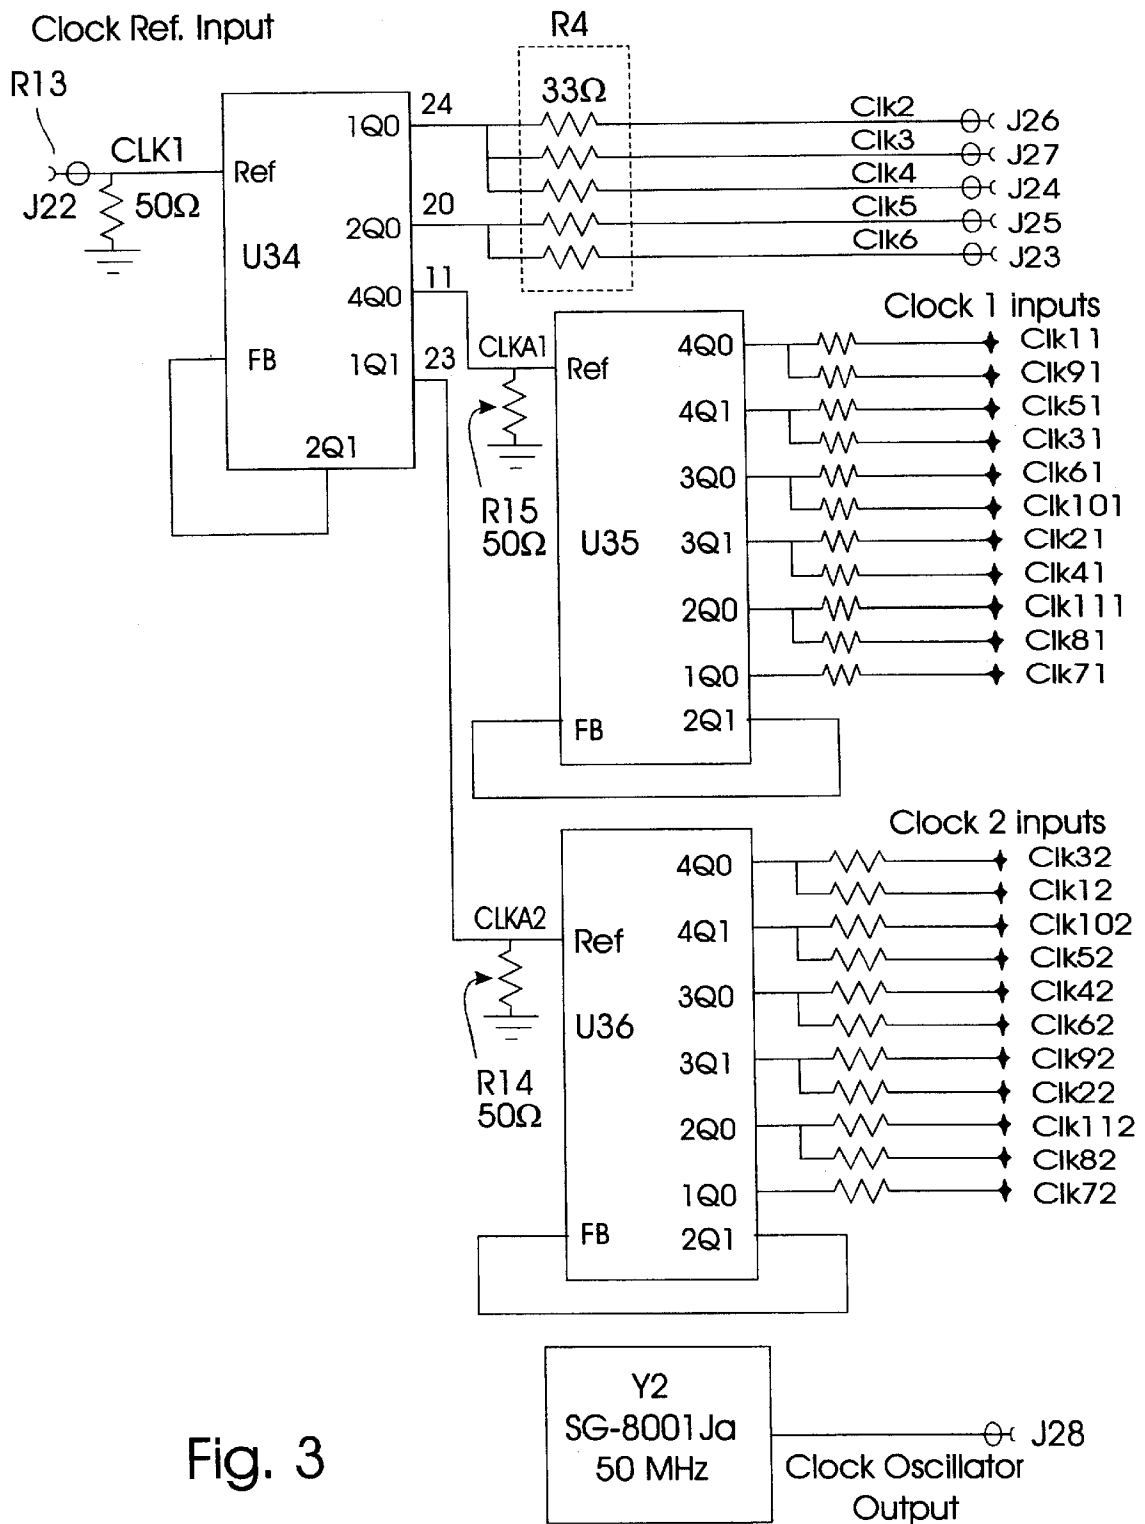 Clock Ref. Input
R4
R13
33Ω
24
1Q0
Clk2
J26
CLK1
Ref
Clk3
J27
Clk4
J24
J22
50Ω
20
2Q0
Clk5
J25
U34
Clk6
J23
11
4Q0
Clock 1 inputs
FB
1Q1
23
CLKA1
Ref
4Q0
Clk11
Clk91
4Q1
Clk51
Clk31
2Q1
3Q0
Clk61
R15
50Ω
Clk101
U35
3Q1
Clk21
Clk41
2Q0
Clk111
Clk81
1Q0
Clk71
FB
2Q1
Clock 2 inputs
4Q0
Clk32
Clk12
CLKA2
Ref
4Q1
Clk102
Clk52
3Q0
Clk42
U36
Clk62
3Q1
Clk92
R14
50Ω
Clk22
2Q0
Clk112
Clk82
1Q0
Clk72
FB
2Q1
Y2
SG-8001Ja
50 MHz
J28
Clock Oscillator
Output
Fig. 3